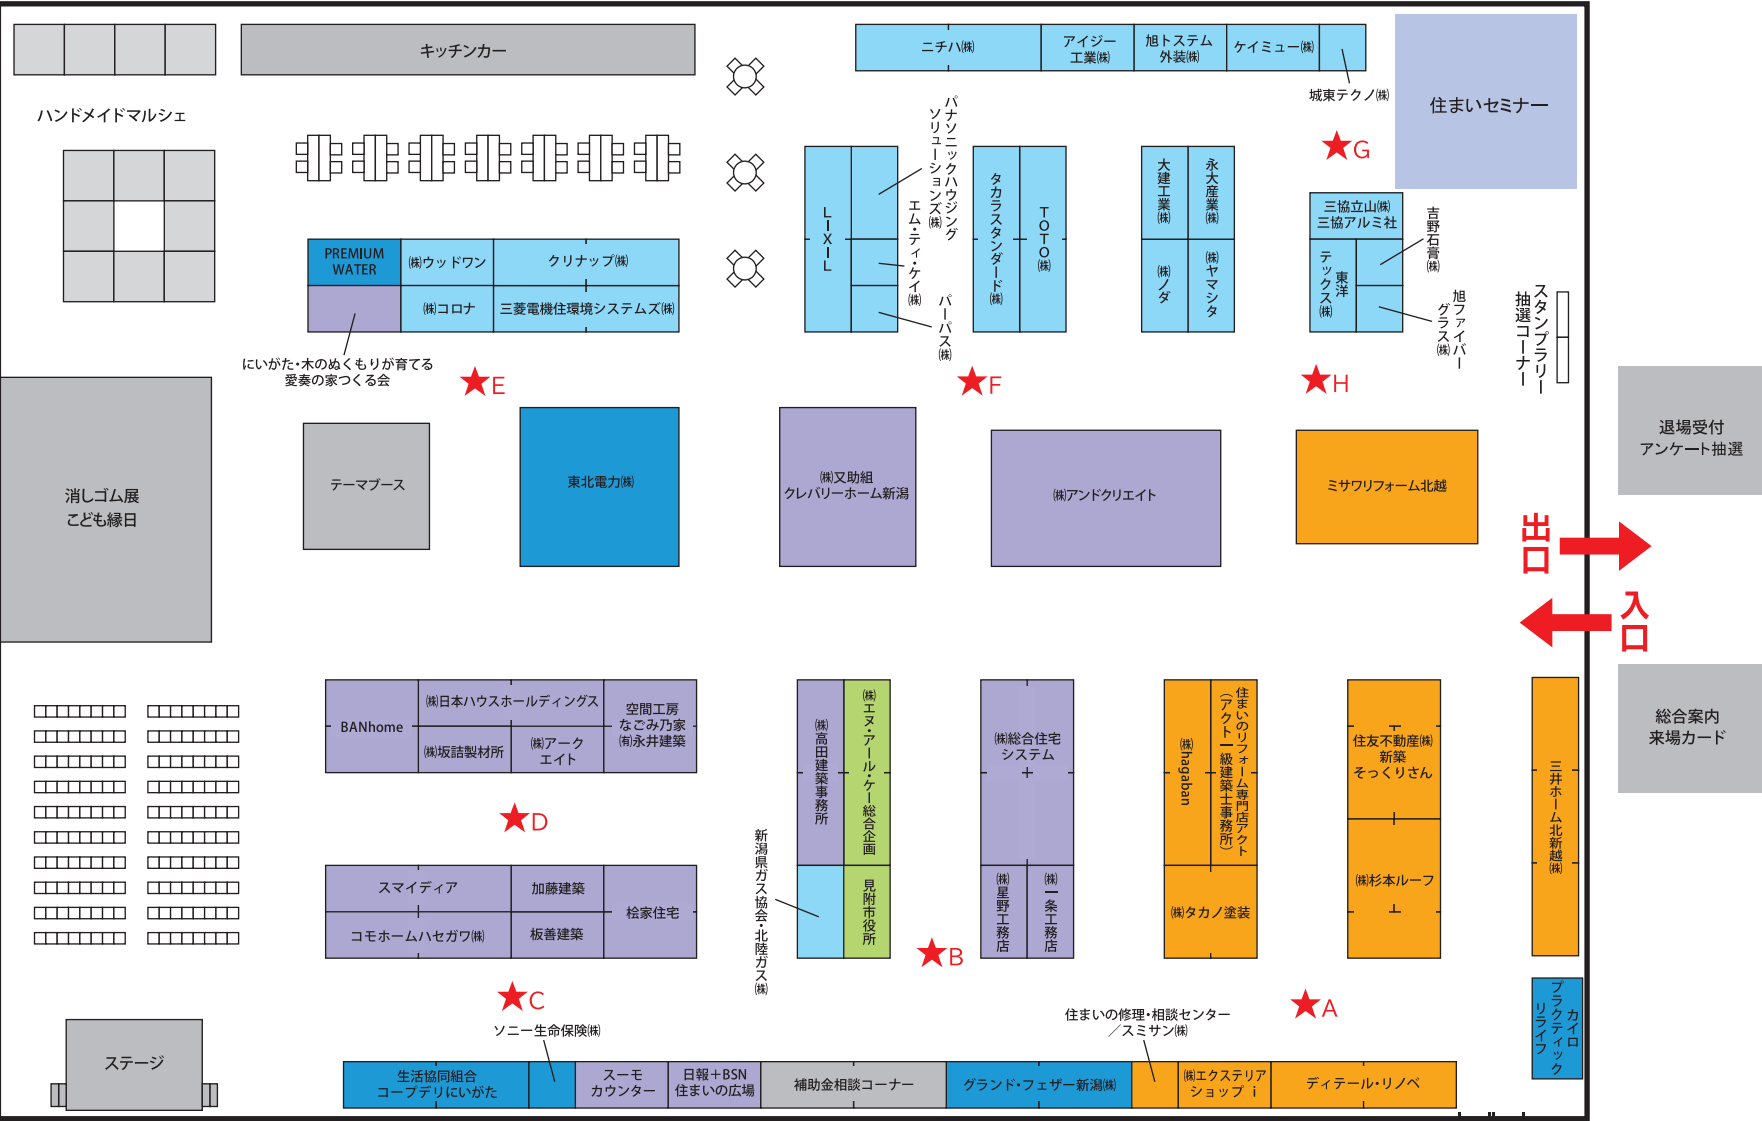 キッチンカー
ニチハ㈱
アイジー
工業㈱
旭トステム
外装㈱
ケイミュー㈱
城東テクノ㈱
住まいセミナー
ハンドメイドマルシェ
★G
LIXIL
パナソニックハウジング
ソリューションズ㈱
エム・ティ・ケイ㈱
パーパス㈱
タカラスタンダード㈱
TOTO㈱
大建工業㈱
永大産業㈱
㈱ノダ
㈱ヤマシタ
三協立山㈱
三協アルミ社
東洋
テックス㈱
吉野石膏㈱
旭ファイバー
グラス㈱
スタンプラリー
抽選コーナー
PREMIUM
WATER
㈱ウッドワン
クリナップ㈱
㈱コロナ
三菱電機住環境システムズ㈱
にいがた・木のぬくもりが育てる
愛奏の家つくる会
★E
★F
★H
退場受付
アンケート抽選
消しゴム展
こども縁日
テーマブース
東北電力㈱
㈱又助組
クレバリーホーム新潟
㈱アンドクリエイト
ミサワリフォーム北越
出口
入口
総合案内
来場カード
BANhome
㈱日本ハウスホールディングス
㈱坂詰製材所
㈱アーク
エイト
空間工房
なごみ乃家
㈲永井建築
㈱高田建築事務所
㈱エヌ・アール・ケー総合企画
新潟県ガス協会・北陸ガス㈱
見附市役所
㈱総合住宅
システム
㈱星野工務店
㈱一条工務店
㈱hagaban
住まいのリフォーム専門店アクト
(アクト一級建築士事務所)
㈱タカノ塗装
住友不動産㈱
新築
そっくりさん
㈱杉本ルーフ
三井ホーム北新越㈱
★D
スマイディア
加藤建築
桧家住宅
コモホームハセガワ㈱
板善建築
★B
★C
★A
カイロ
プラクティック
リライフ
ステージ
ソニー生命保険㈱
住まいの修理・相談センター
／スミサン㈱
生活協同組合
コープデリにいがた
スーモ
カウンター
日報＋BSN
住まいの広場
補助金相談コーナー
グランド・フェザー新潟㈱
㈱エクステリア
ショップ i
ディテール・リノベ